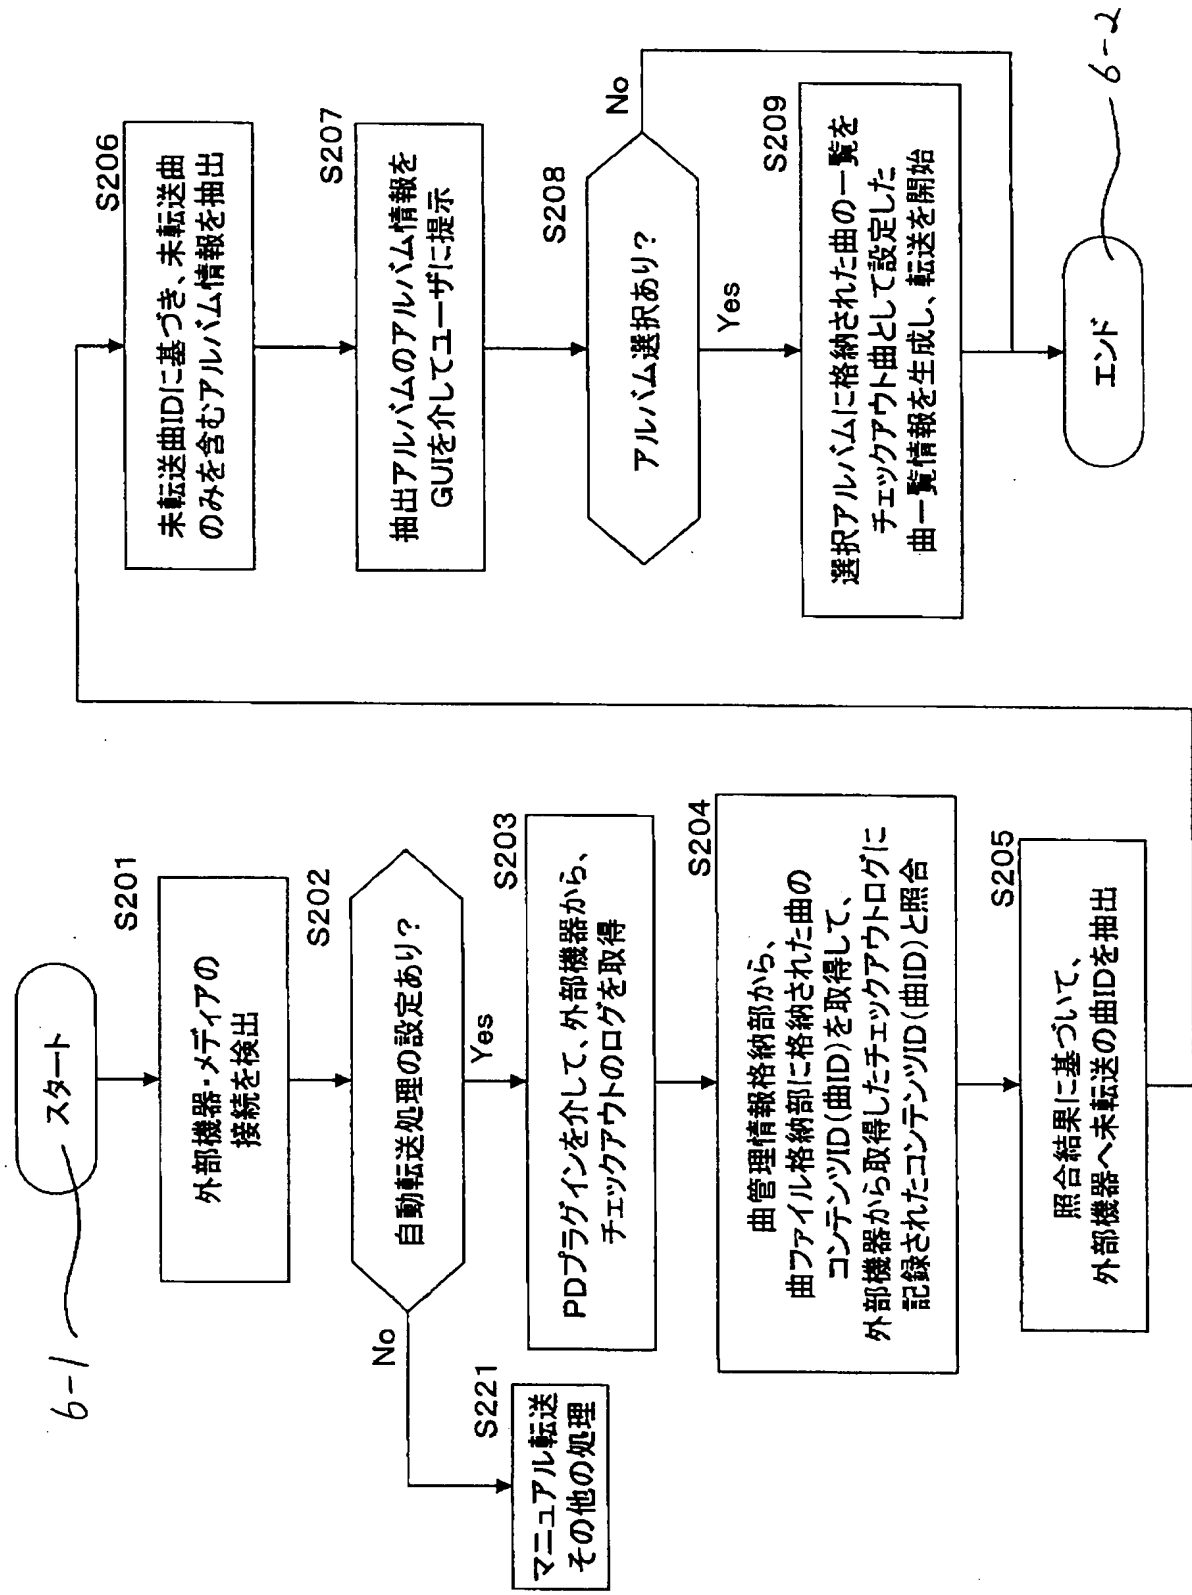 6-1
スタート
S201
外部機器・メディアの
接続を検出
S202
自動転送処理の設定あり？
No
Yes
S221
マニュアル転送
その他の処理
S203
PDプラグインを介して、外部機器から、
チェックアウトのログを取得
S204
曲管理情報格納部から、
曲ファイル格納部に格納された曲の
コンテンツID(曲ID)を取得して、
外部機器から取得したチェックアウトログに
記録されたコンテンツID(曲ID)と照合
S205
照合結果に基づいて、
外部機器へ未転送の曲IDを抽出
S206
未転送曲IDに基づき、未転送曲
のみを含むアルバム情報を抽出
S207
抽出アルバムのアルバム情報を
GUIを介してユーザに提示
S208
アルバム選択あり？
No
Yes
S209
選択アルバムに格納された曲の一覧を
チェックアウト曲として設定した
曲一覧情報を生成し、転送を開始
エンド
6-2